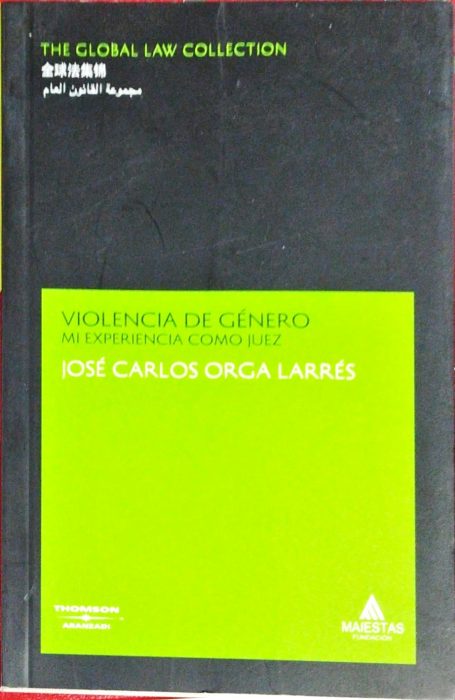 THE GLOBAL LAW COLLECTION
全球法集锦
مجموعة القانون العام
VIOLENCIA DE GÉNERO
MI EXPERIENCIA COMO JUEZ
JOSÉ CARLOS ORGA LARRÉS
THOMSON
ARANZADI
MAIESTAS
FUNDACIÓN